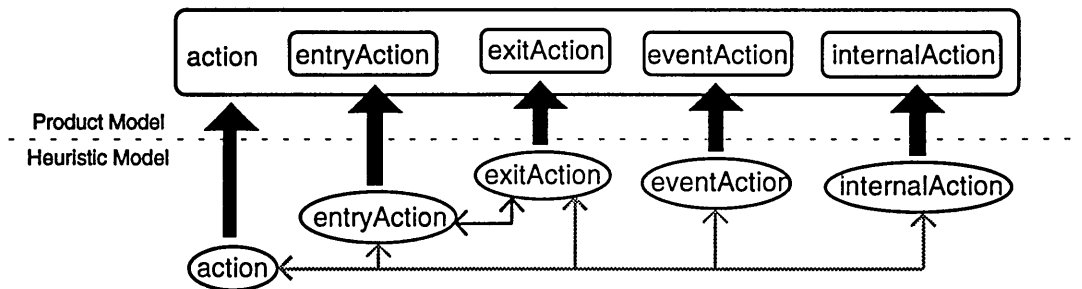 action entryAction exitAction eventAction internalAction
Product Model
Heuristic Model
exitAction eventAction internalAction
entryAction
action